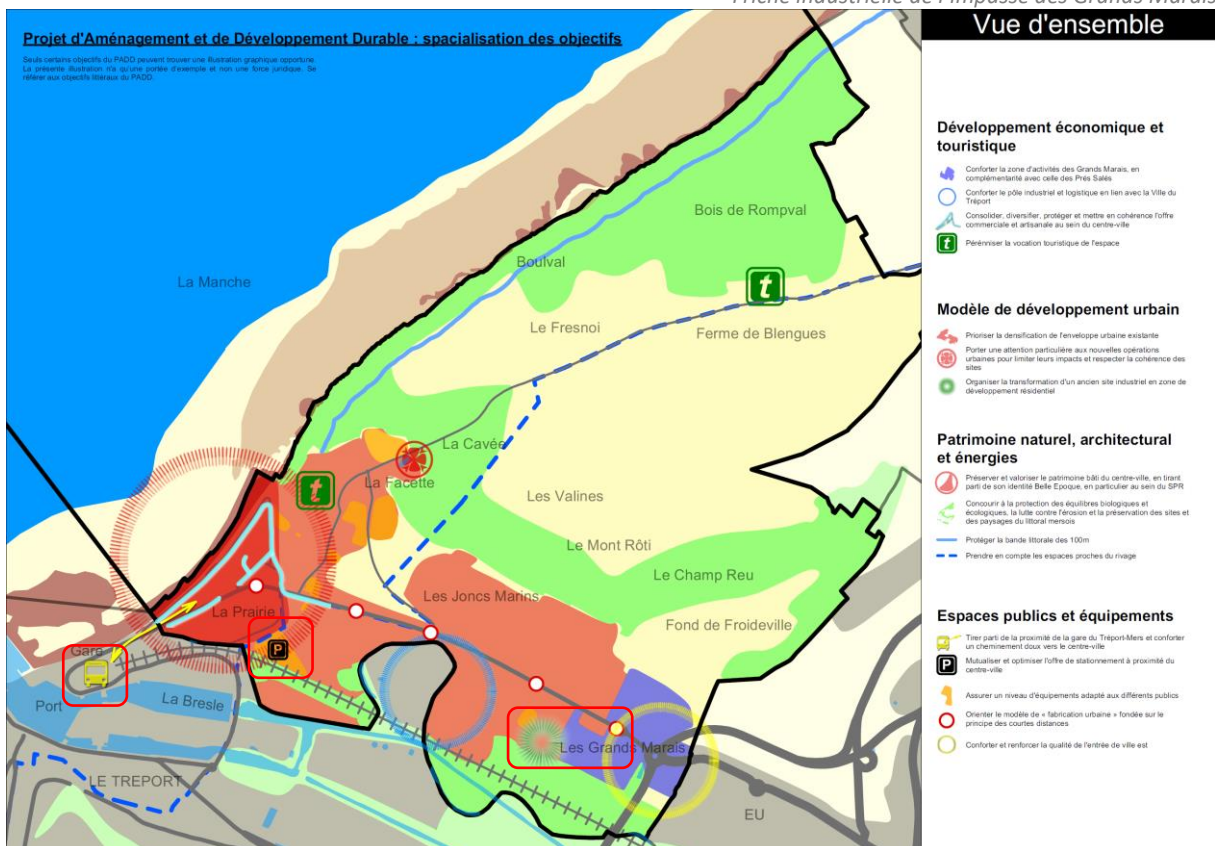 Friche industrielle de l'impasse des Grands Marais
Projet d'Aménagement et de Développement Durable : spacialisation des objectifs
Seuls certains objectifs du PADD peuvent trouver une illustration graphique opportune.
La présente illustration n'a qu'une portée d'exemple et non une force juridique. Se
référer aux objectifs littéraux du PADD.
La Manche
Bois de Rompval
Boulval
t
Le Fresnoi
Ferme de Blengues
La Cavée
La Facette
t
Les Valines
Le Mont Rôti
Le Champ Reu
Les Joncs Marins
La Prairie
Fond de Froideville
Gare
P
Port
La Bresle
Les Grands Marais
LE TREPORT
EU
Vue d'ensemble
Développement économique et
touristique
Conforter la zone d'activités des Grands Marais, en
complémentarité avec celle des Prés Salés
Conforter le pôle industriel et logistique en lien avec la Ville du
Tréport
Consolider, diversifier, protéger et mettre en cohérence l'offre
commerciale et artisanale au sein du centre-ville
t
Pérénniser la vocation touristique de l'espace
Modèle de développement urbain
Prioriser la densification de l'enveloppe urbaine existante
Porter une attention particulière aux nouvelles opérations
urbaines pour limiter leurs impacts et respecter la cohérence des
sites
Organiser la transformation d'un ancien site industriel en zone de
développement résidentiel
Patrimoine naturel, architectural
et énergies
Préserver et valoriser le patrimoine bâti du centre-ville, en tirant
parti de son identité Belle Epoque, en particulier au sein du SPR
Concourir à la protection des équilibres biologiques et
écologiques, la lutte contre l'érosion et la préservation des sites et
des paysages du littoral mersois
Protéger la bande littorale des 100m
Prendre en compte les espaces proches du rivage
Espaces publics et équipements
Tier parti de la proximité de la gare du Tréport-Mers et conforter
un cheminement doux vers le centre-ville
P
Mutualiser et optimiser l'offre de stationnement à proximité du
centre-ville
Assurer un niveau d'équipements adapté aux différents publics
Orienter le modèle de « fabrication urbaine » fondée sur le
principe des courtes distances
Conforter et renforcer la qualité de l'entrée de ville est